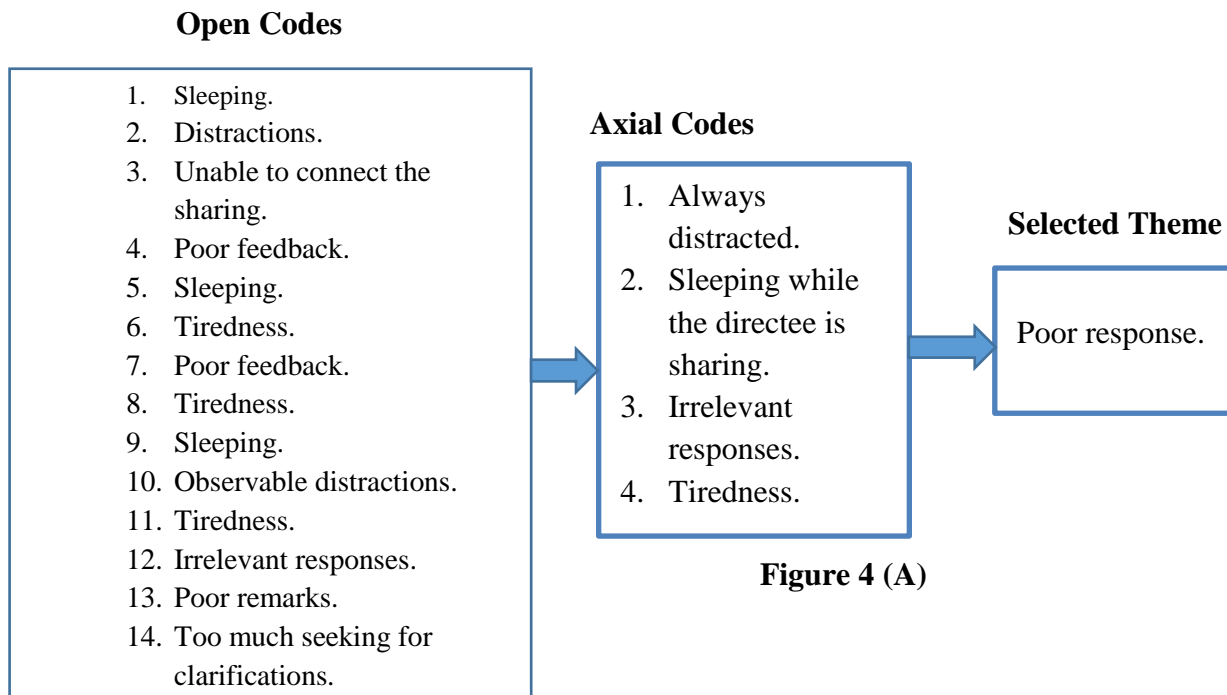 Open Codes
1. Sleeping.
2. Distractions.
3. Unable to connect the
sharing.
4. Poor feedback.
5. Sleeping.
6. Tiredness.
7. Poor feedback.
8. Tiredness.
9. Sleeping.
10. Observable distractions.
11. Tiredness.
12. Irrelevant responses.
13. Poor remarks.
14. Too much seeking for
clarifications.
Axial Codes
1. Always
distracted.
2. Sleeping while
the directee is
sharing.
3. Irrelevant
responses.
4. Tiredness.
Selected Theme
Poor response.
Figure 4 (A)